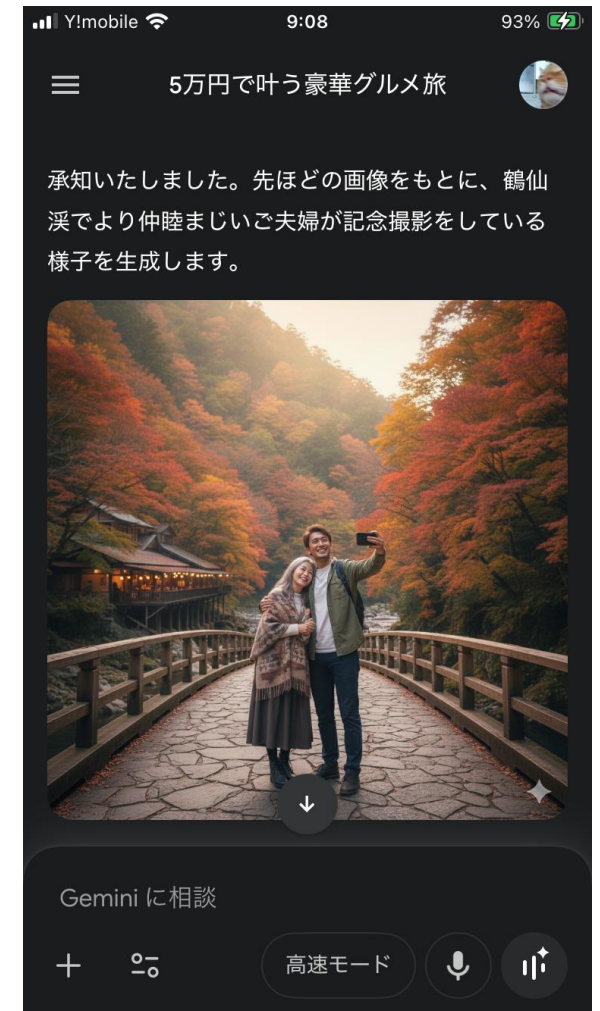 Y!mobile 9:08 93%
5万円で叶う豪華グルメ旅
承知いたしました。先ほどの画像をもとに、鶴仙
渓でより仲睦まじいご夫婦が記念撮影をしている
様子を生成します。
Gemini に相談
高速モード